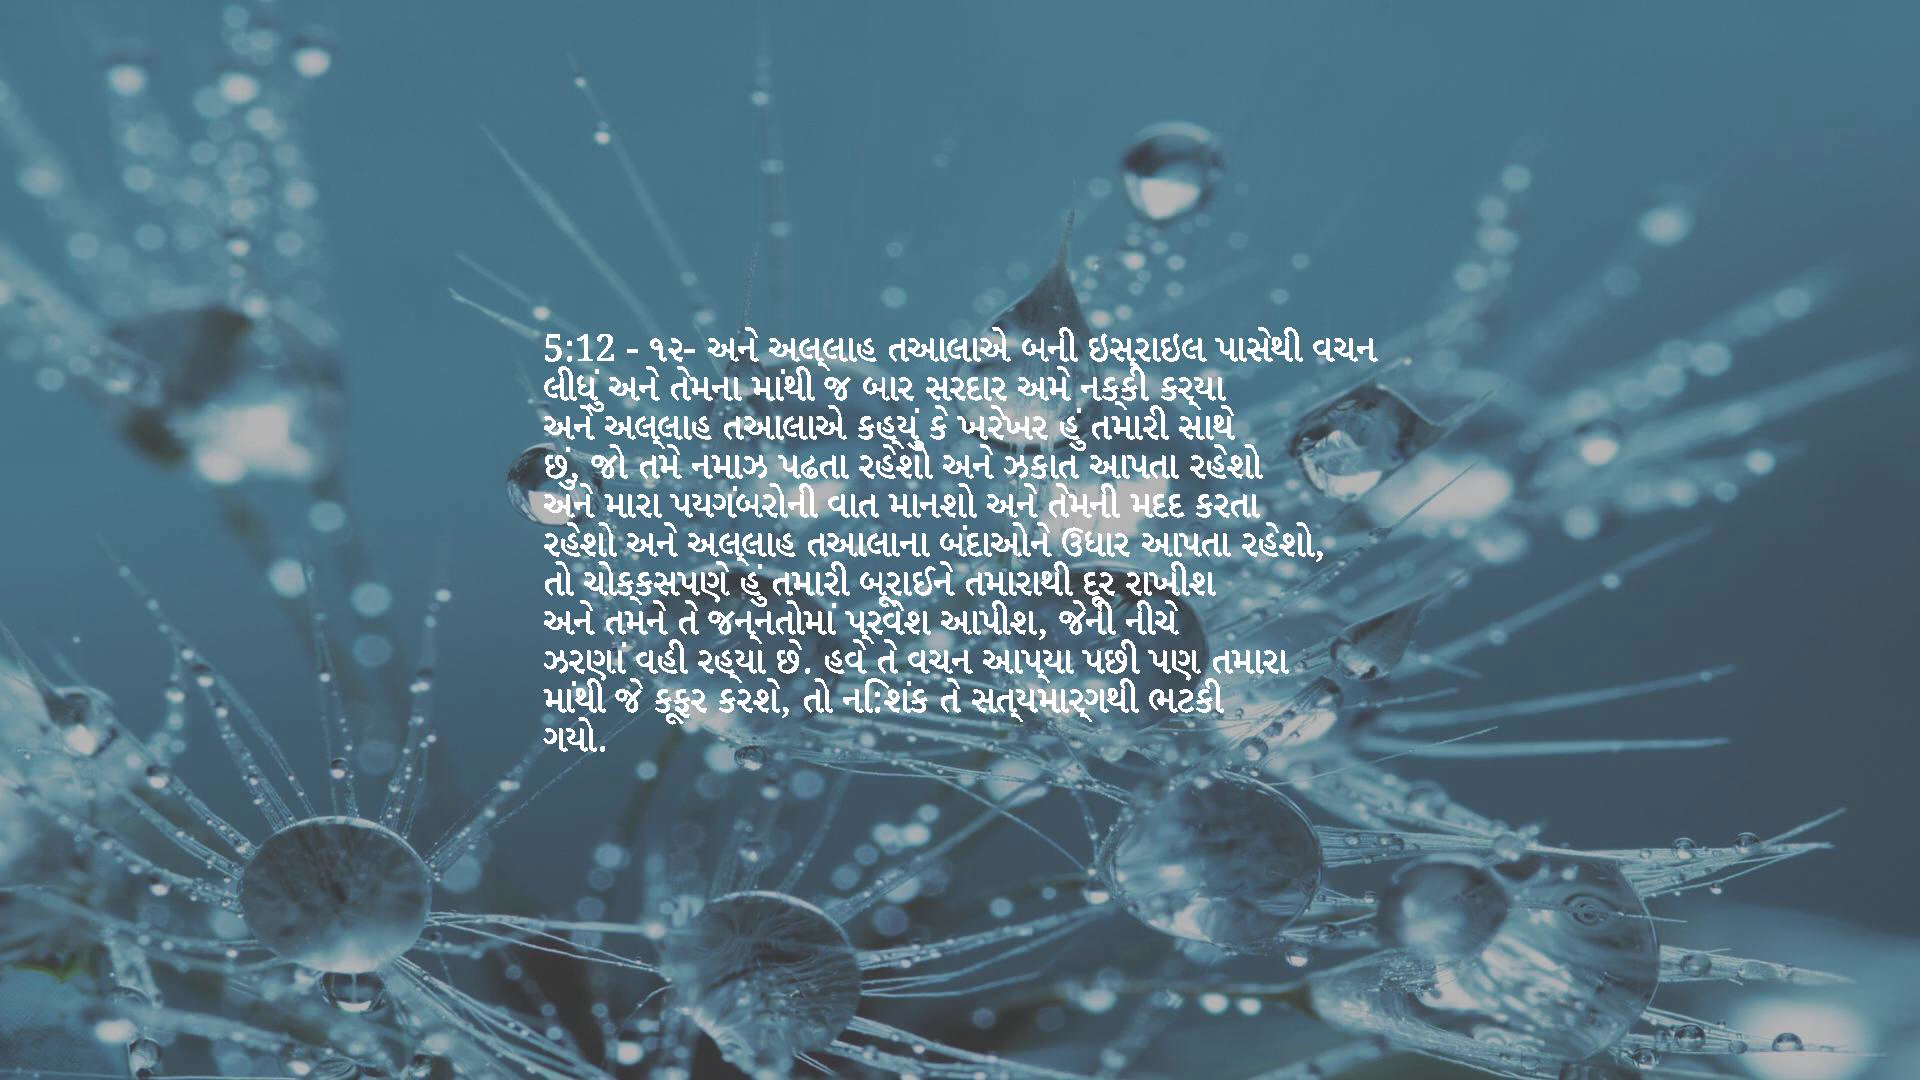 5:12 - ૧ર- અને અલ્લાહ તઆલાએ બની ઇસ્રાઇલ પાસેથી વચન
લીધું અને તેમના માંથી જ બાર સરદાર અમે નક્કી કર્યા
અને અલ્લાહ તઆલાએ કહ્યું કે ખરેખર હું તમારી સાથે
છું, જો તમે નમાઝ પઢતા રહેશો અને ઝકાત આપતા રહેશો
અને મારા પયગંબરોની વાત માનશો અને તેમની મદદ કરતા
રહેશો અને અલ્લાહ તઆલાના બંદાઓને ઉધાર આપતા રહેશો,
તો ચોક્કસપણે હું તમારી બૂરાઈને તમારાથી દૂર રાખીશ
અને તમને તે જન્નતોમાં પ્રવેશ આપીશ, જેની નીચે
ઝરણાં વહી રહ્યા છે. હવે તે વચન આપ્યા પછી પણ તમારા
માંથી જે કૂફર કરશે, તો નિ:શંક તે સત્યમાર્ગથી ભટકી
ગયો.